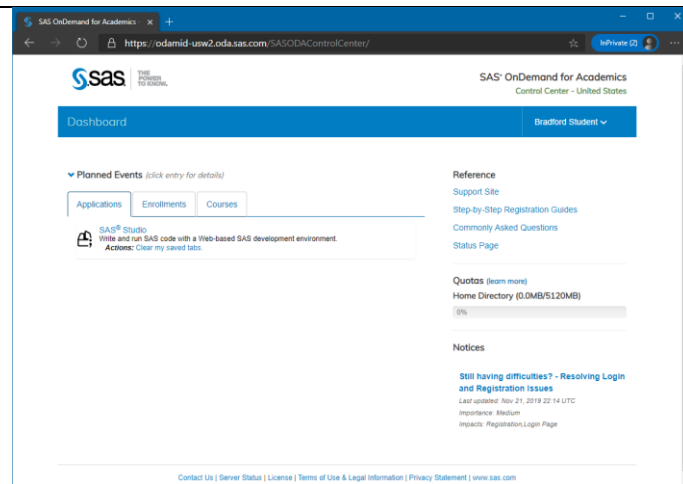 SAS OnDemand for Academics -
https://odamid-usw2.oda.sas.com/SASODAControlCenter/
InPrivate (2)
sas THE POWER TO KNOW.
SAS® OnDemand for Academics
Control Center - United States
Dashboard
Bradford Student
Planned Events (click entry for details)
Applications Enrollments Courses
SAS® Studio
Write and run SAS code with a Web-based SAS development environment.
Actions: Clear my saved tabs.
Reference
Support Site
Step-by-Step Registration Guides
Commonly Asked Questions
Status Page
Quotas (learn more)
Home Directory (0.0MB/5120MB)
0%
Notices
Still having difficulties? - Resolving Login
and Registration Issues
Last updated: Nov 21, 2019 22:14 UTC
Importance: Medium
Impacts: Registration,Login Page
Contact Us | Server Status | License | Terms of Use & Legal Information | Privacy Statement | www.sas.com